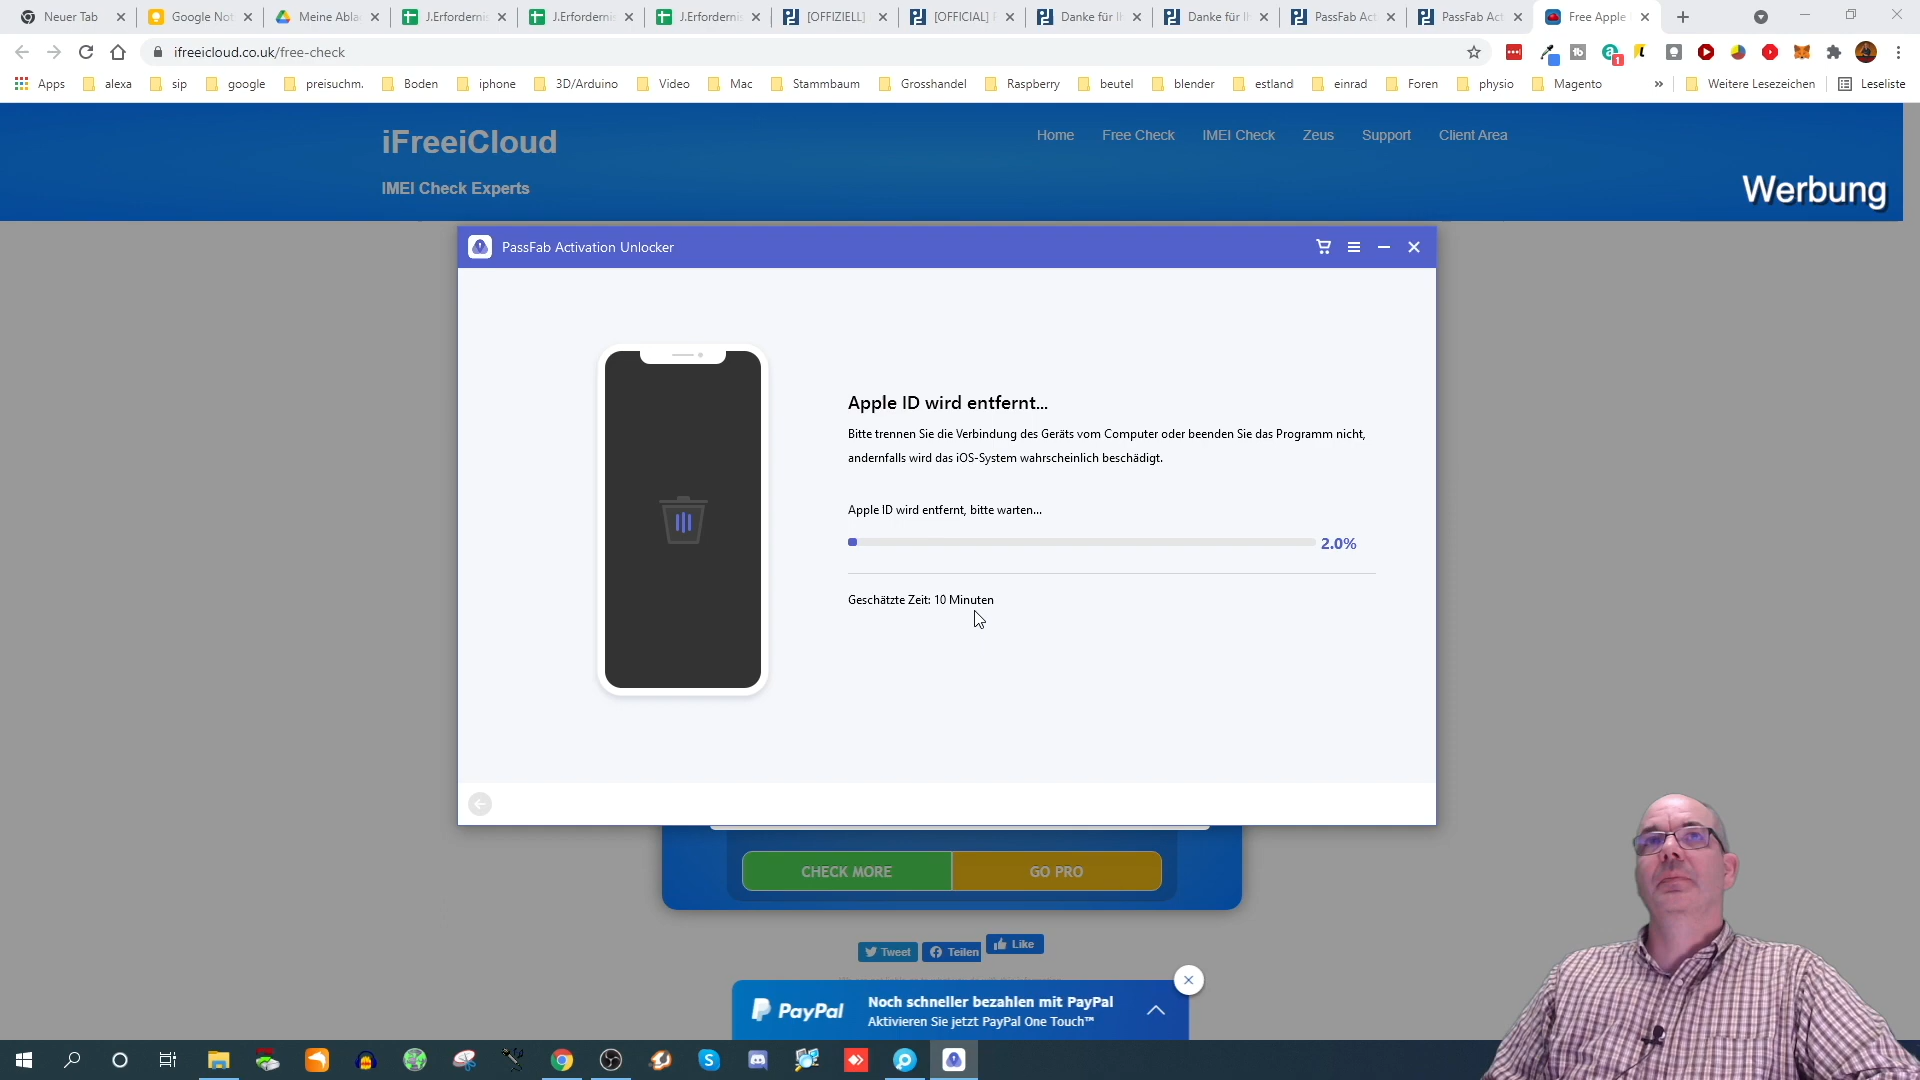 Neuer Tab
Google Not
Meine Abla
J.Erfordernis
J.Erfordernis
J.Erfordernis
[OFFIZIELL]
[OFFICIAL]
Danke für Ih
Danke für Ih
PassFab Act
PassFab Act
Free Apple
ifreeicloud.co.uk/free-check
1
Apps
alexa
sip
google
preisuchm.
Boden
iphone
3D/Arduino
Video
Mac
Stammbaum
Grosshandel
Raspberry
beutel
blender
estland
einrad
Foren
physio
Magento
»
Weitere Lesezeichen
Leseliste
iFreeiCloud
Home
Free Check
IMEI Check
Zeus
Support
Client Area
IMEI Check Experts
Werbung
PassFab Activation Unlocker
Apple ID wird entfernt...
Bitte trennen Sie die Verbindung des Geräts vom Computer oder beenden Sie das Programm nicht,
andernfalls wird das iOS-System wahrscheinlich beschädigt.
Apple ID wird entfernt, bitte warten...
2.0%
Geschätzte Zeit: 10 Minuten
CHECK MORE
GO PRO
Tweet
Teilen
Like
PayPal
Noch schneller bezahlen mit PayPal
Aktivieren Sie jetzt PayPal One Touch™